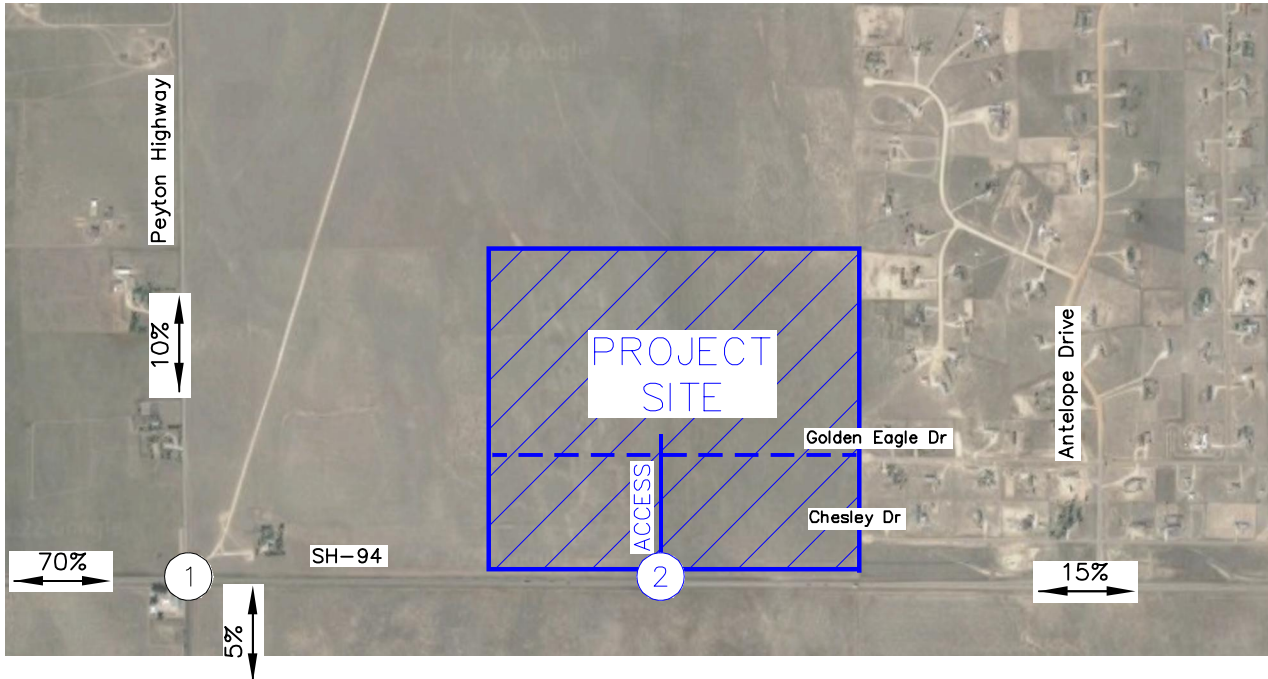 Peyton Highway
10%
PROJECT
SITE
Antelope Drive
Golden Eagle Dr
ACCESS
Chesley Dr
SH-94
70%
1
2
15%
5%